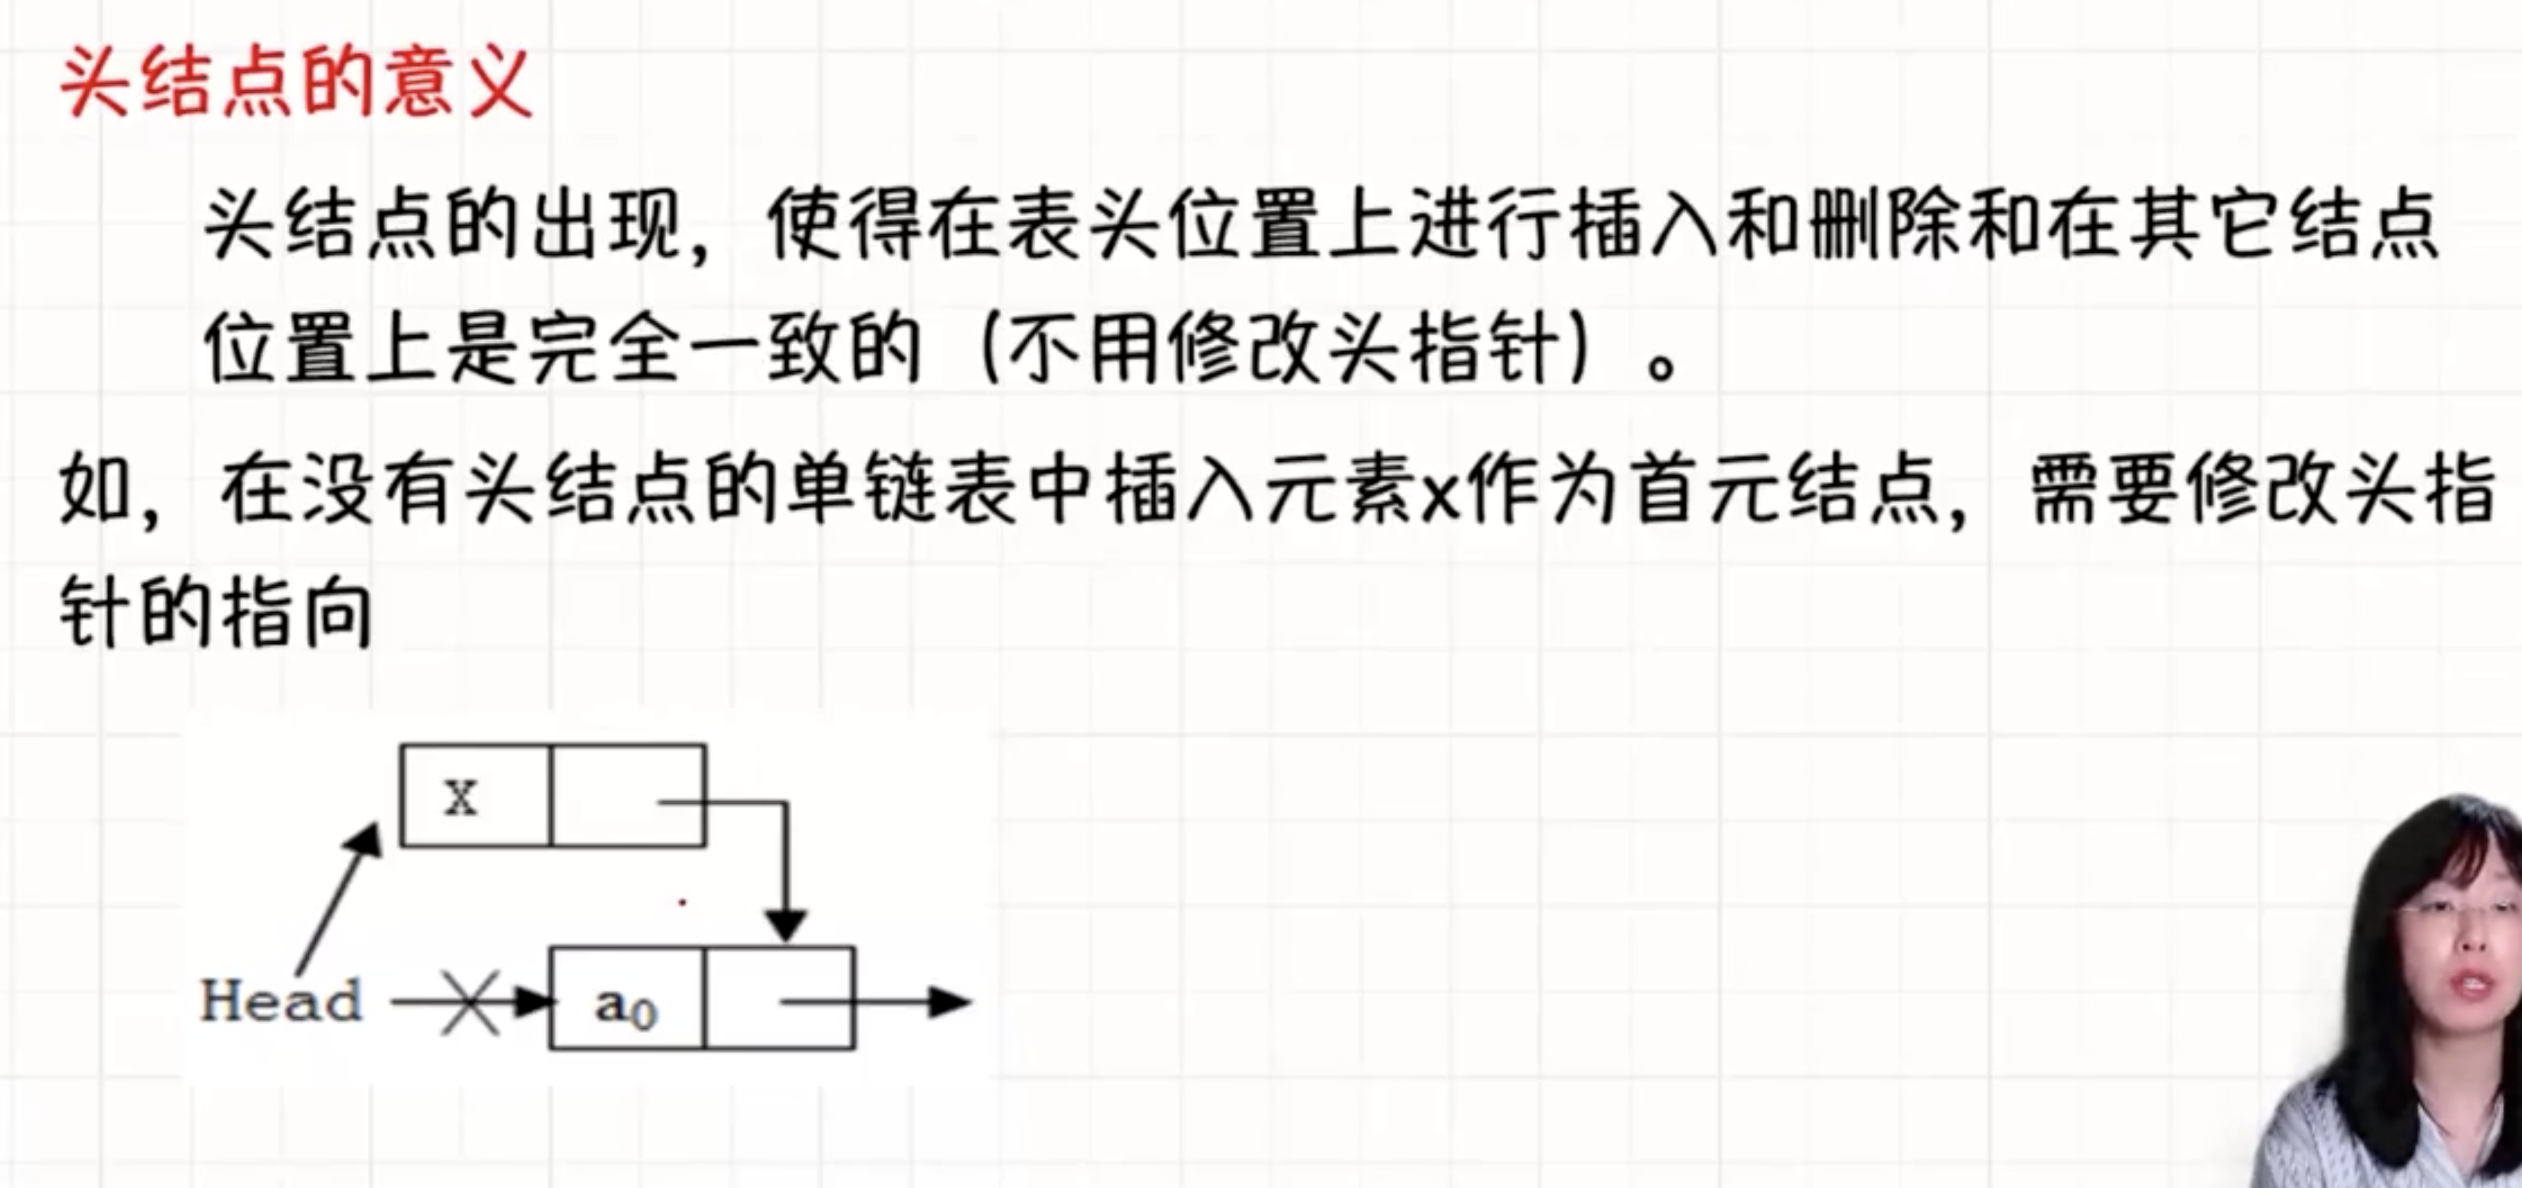 头结点的意义
头结点的出现，使得在表头位置上进行插入和删除和在其它结点
位置上是完全一致的（不用修改头指针）。
如，在没有头结点的单链表中插入元素x作为首元结点，需要修改头指
针的指向
x
Head
a₀